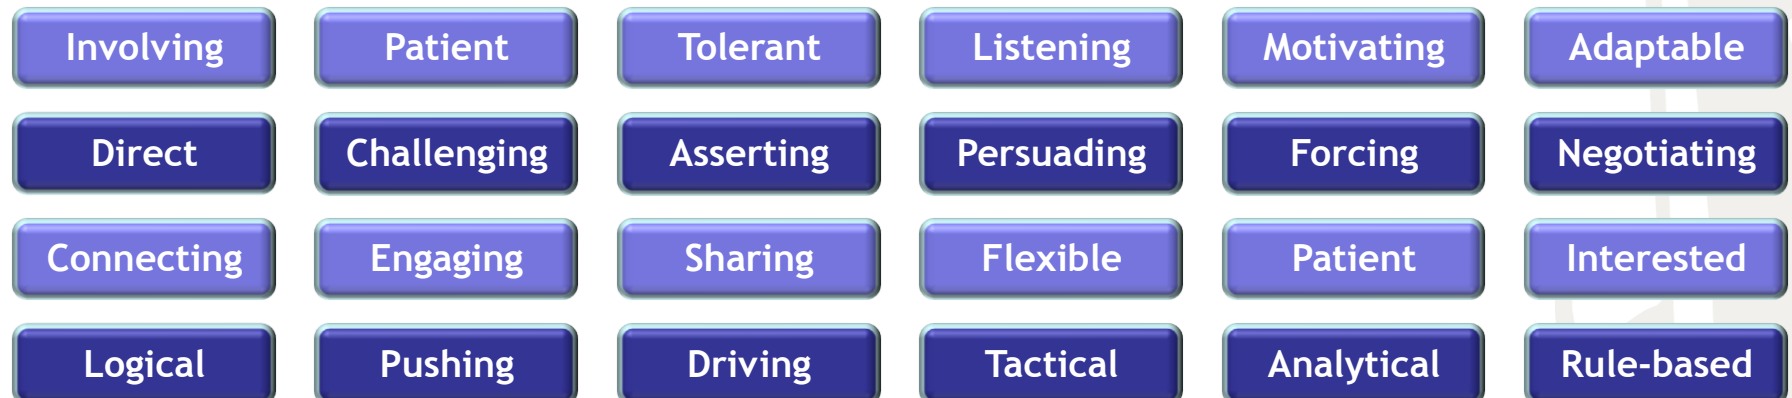 Involving Patient Tolerant Listening Motivating Adaptable
Direct Challenging Asserting Persuading Forcing Negotiating
Connecting Engaging Sharing Flexible Patient Interested
Logical Pushing Driving Tactical Analytical Rule-based